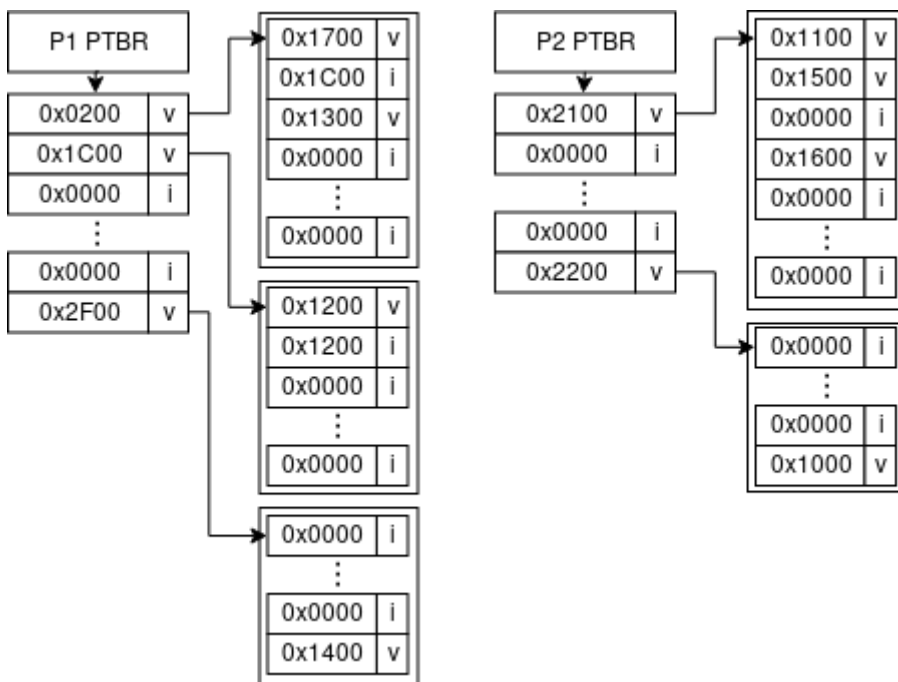 P1 PTBR
0x0200 v
0x1C00 v
0x0000 i
0x0000 i
0x2F00 v
0x1700 v
0x1C00 i
0x1300 v
0x0000 i
0x0000 i
0x1200 v
0x1200 i
0x0000 i
0x0000 i
0x0000 i
0x0000 i
0x1400 v
P2 PTBR
0x2100 v
0x0000 i
0x0000 i
0x2200 v
0x1100 v
0x1500 v
0x0000 i
0x1600 v
0x0000 i
0x0000 i
0x0000 i
0x0000 i
0x1000 v